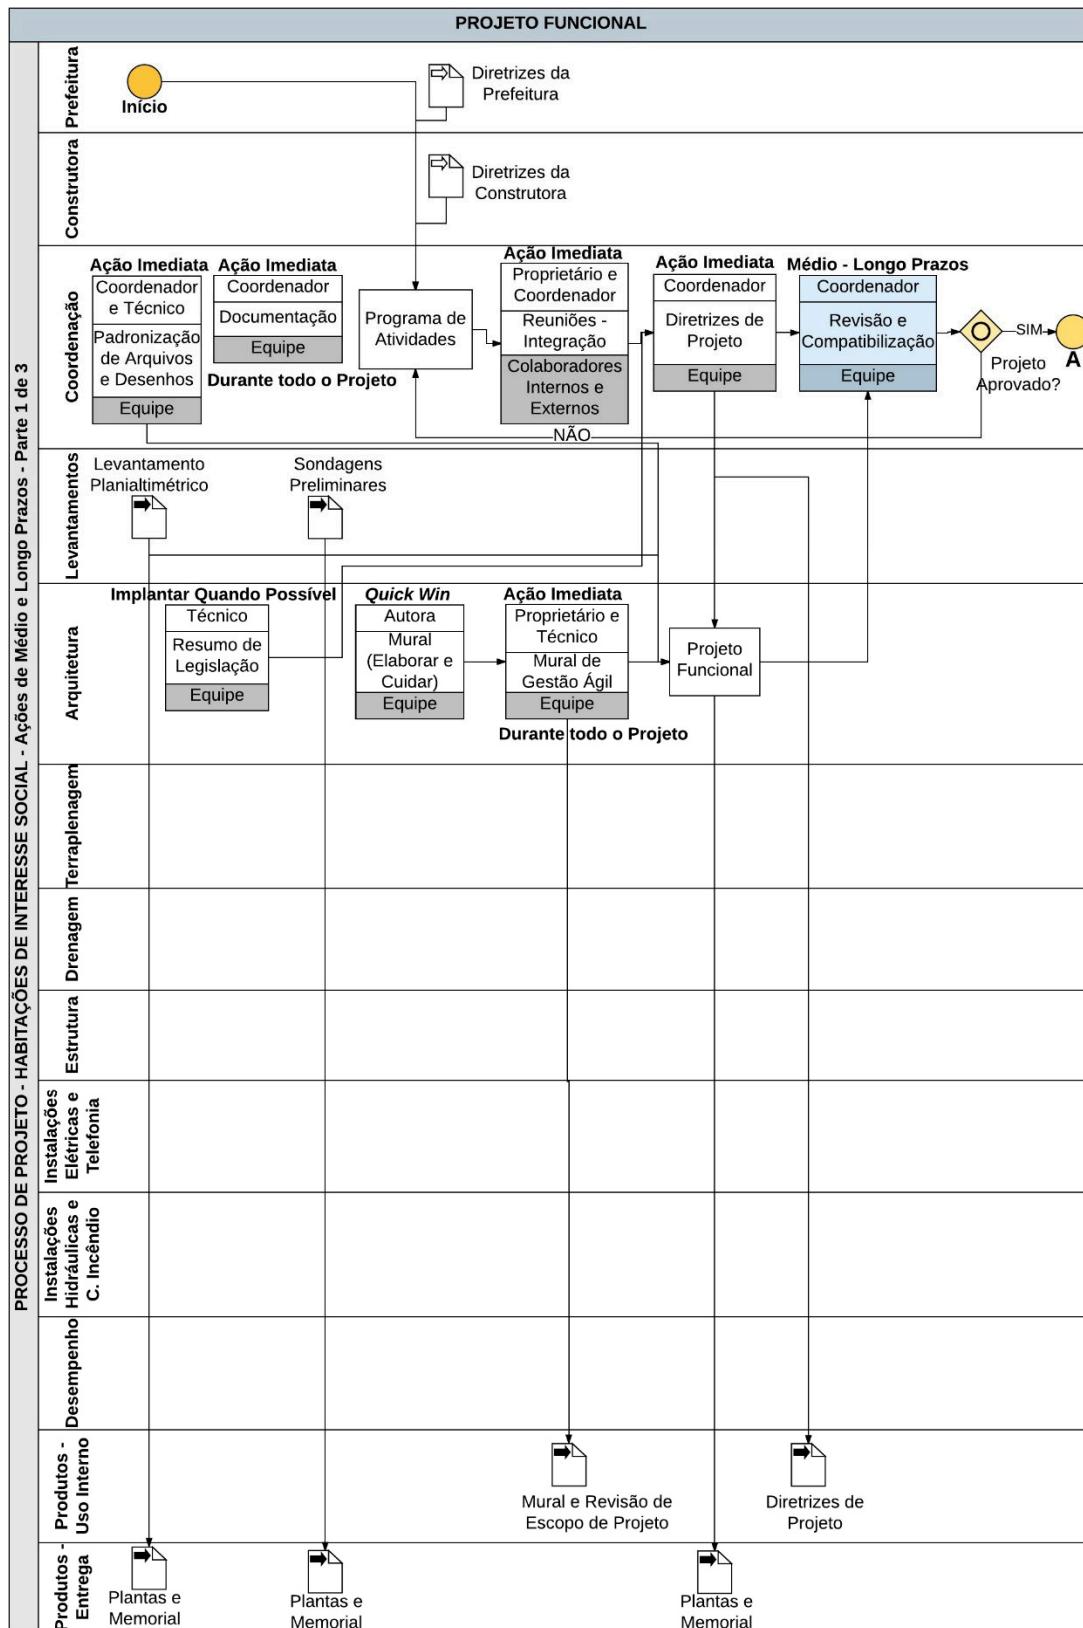 PROJETO FUNCIONAL
PROCESSO DE PROJETO - HABITAÇÕES DE INTERESSE SOCIAL - Ações de Médio e Longo Prazos - Parte 1 de 3
Prefeitura
Início
Diretrizes da
Prefeitura
Construtora
Diretrizes da
Construtora
Coordenação
Ação Imediata
Coordenador
e Técnico
Padronização
de Arquivos
e Desenhos
Equipe
Ação Imediata
Coordenador
Documentação
Equipe
Durante todo o Projeto
Programa de
Atividades
Ação Imediata
Proprietário e
Coordenador
Reuniões -
Integração
Colaboradores
Internos e
Externos
Ação Imediata
Coordenador
Diretrizes de
Projeto
Equipe
Médio - Longo Prazos
Coordenador
Revisão e
Compatibilização
Equipe
SIM
A
Projeto
Aprovado?
NÃO
Levantamentos
Levantamento
Planialtimétrico
Sondagens
Preliminares
Arquitetura
Implantar Quando Possível
Técnico
Resumo de
Legislação
Equipe
Quick Win
Autora
Mural
(Elaborar e
Cuidar)
Equipe
Ação Imediata
Proprietário e
Técnico
Mural de
Gestão Ágil
Equipe
Durante todo o Projeto
Projeto
Funcional
Terraplenagem
Drenagem
Estrutura
Instalações
Elétricas e
Telefonia
Instalações
Hidráulicas e
C. Incêndio
Desempenho
Produtos -
Uso Interno
Mural e Revisão de
Escopo de Projeto
Diretrizes de
Projeto
Produtos -
Entrega
Plantas e
Memorial
Plantas e
Memorial
Plantas e
Memorial